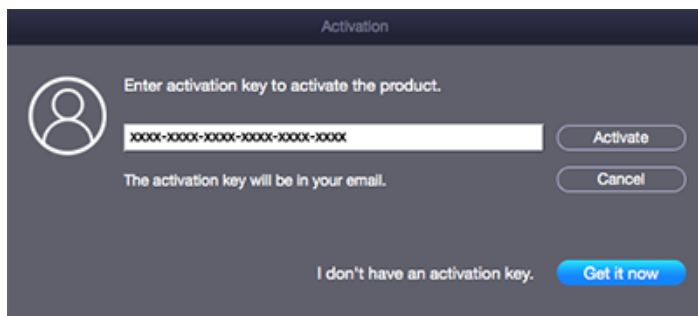 Activation
Enter activation key to activate the product.
xxxx-xxxx-xxxx-xxxx-xxxx-xxxx
Activate
The activation key will be in your email.
Cancel
I don't have an activation key.
Get it now